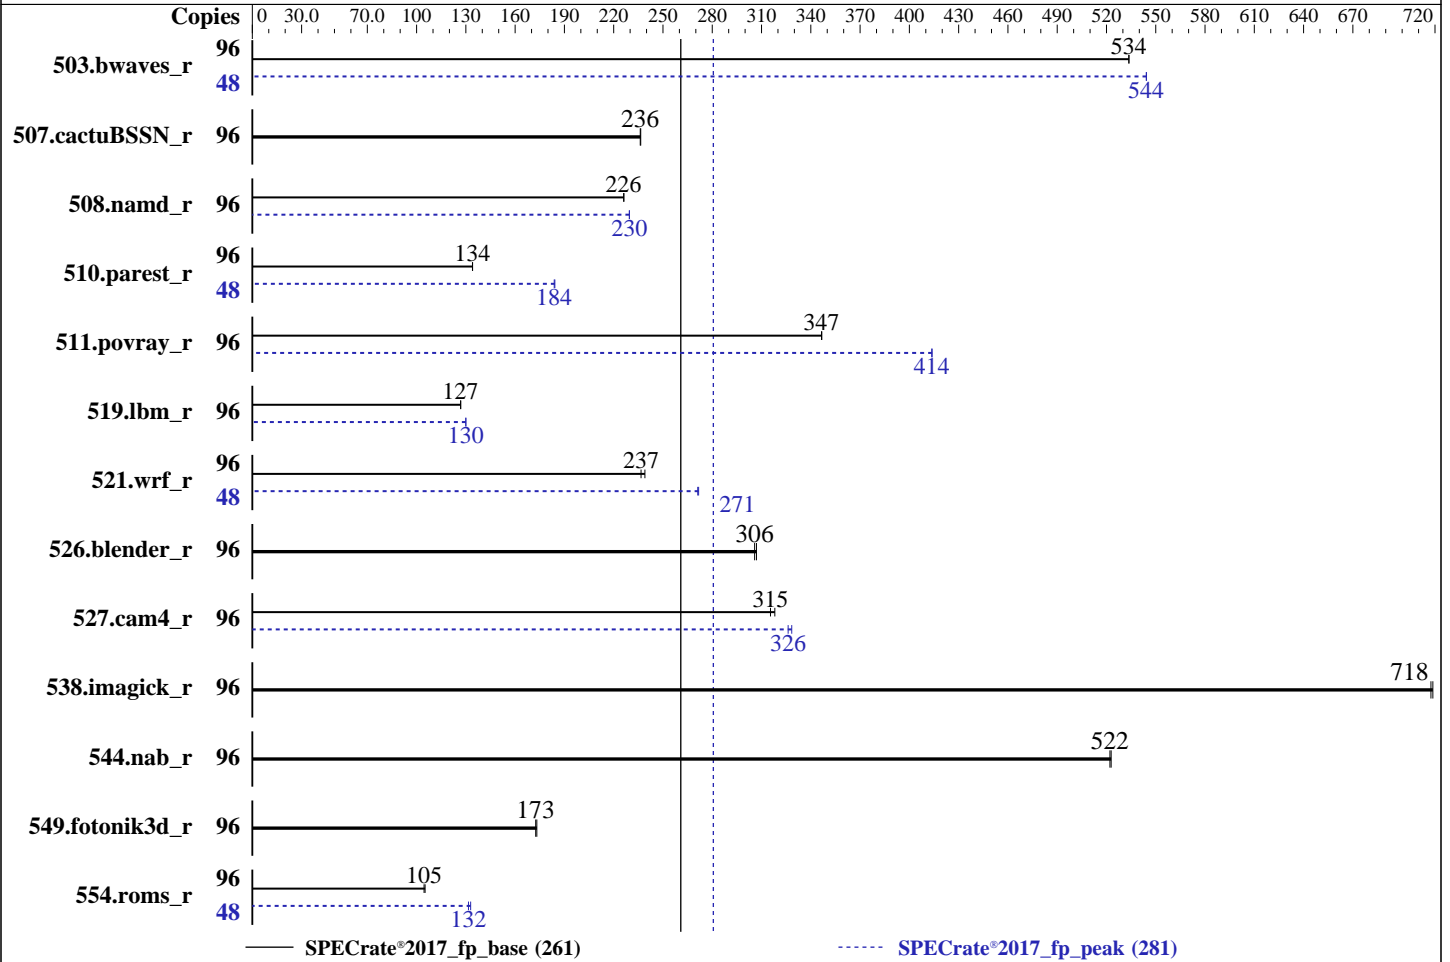 Copies 0 30.0 70.0 100 130 160 190 220 250 280 310 340 370 400 430 460 490 520 550 580 610 640 670 720
503.bwaves_r 96 534
48 544
507.cactuBSSN_r 96 236
508.namd_r 96 226
230
510.parest_r 96 134
48 184
511.povray_r 96 347
414
519.lbm_r 96 127
130
521.wrf_r 96 237
48 271
526.blender_r 96 306
527.cam4_r 96 315
326
538.imagick_r 96 718
544.nab_r 96 522
549.fotonik3d_r 96 173
554.roms_r 96 105
48 132
SPECrate®2017_fp_base (261) SPECrate®2017_fp_peak (281)